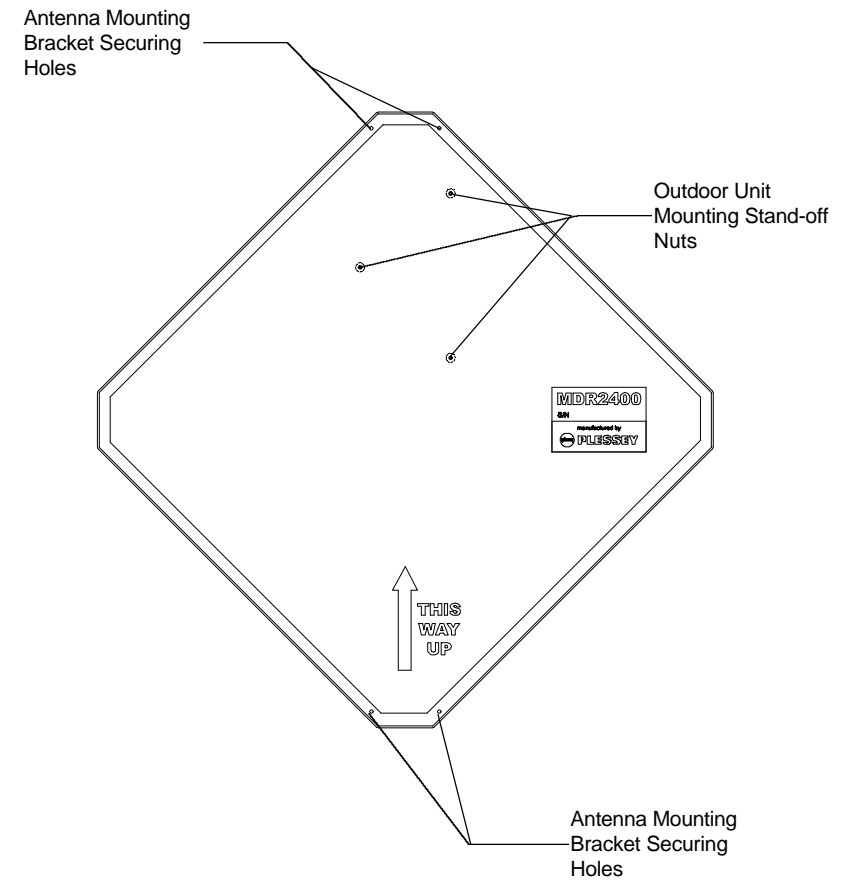 Antenna Mounting
Bracket Securing
Holes
Outdoor Unit
Mounting Stand-off
Nuts
MDR2400
S/N
manufactured by
PLESSEY
THIS
WAY
UP
Antenna Mounting
Bracket Securing
Holes